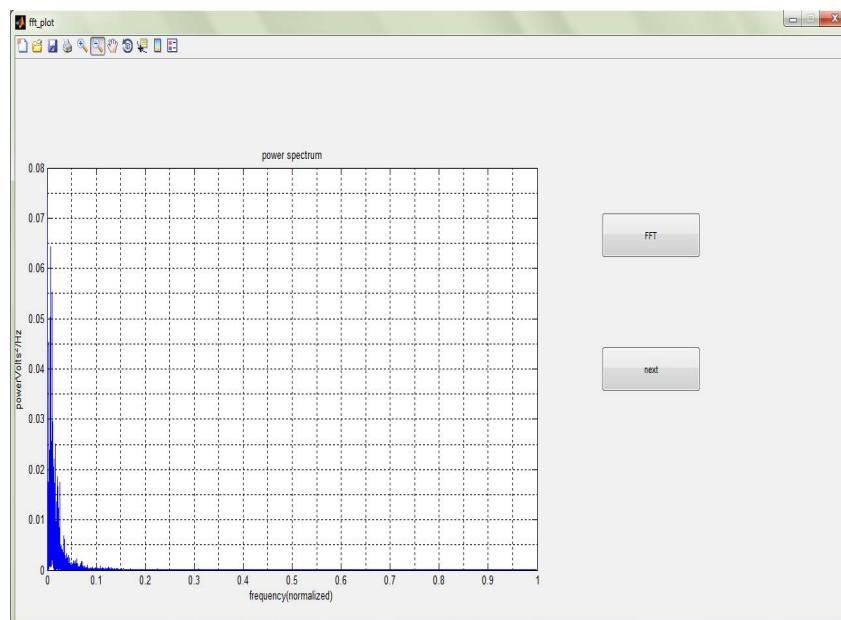 fft_plot
power spectrum
0.08
0.07
0.06
0.05
0.04
0.03
0.02
0.01
0
powerVolts²/Hz
0 0.1 0.2 0.3 0.4 0.5 0.6 0.7 0.8 0.9 1
frequency(normalized)
FFT
next